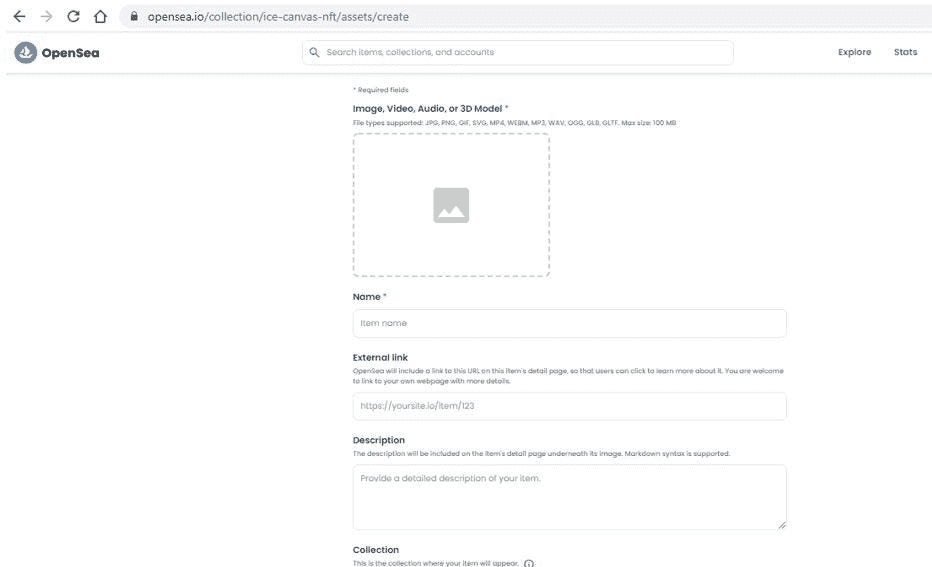 opensea.io/collection/ice-canvas-nft/assets/create
OpenSea
Search items, collections, and accounts
Explore
Stats
* Required fields
Image, Video, Audio, or 3D Model *
File types supported: JPG, PNG, GIF, SVG, MP4, WEBM, MP3, WAV, OGG, GLB, GLTF. Max size: 100 MB
Name *
Item name
External link
OpenSea will include a link to this URL on this item's detail page, so that users can click to learn more about it. You are welcome
to link to your own webpage with more details.
https://yoursite.io/item/123
Description
The description will be included on the item's detail page underneath its image. Markdown syntax is supported.
Provide a detailed description of your item.
Collection
This is the collection where your item will appear.